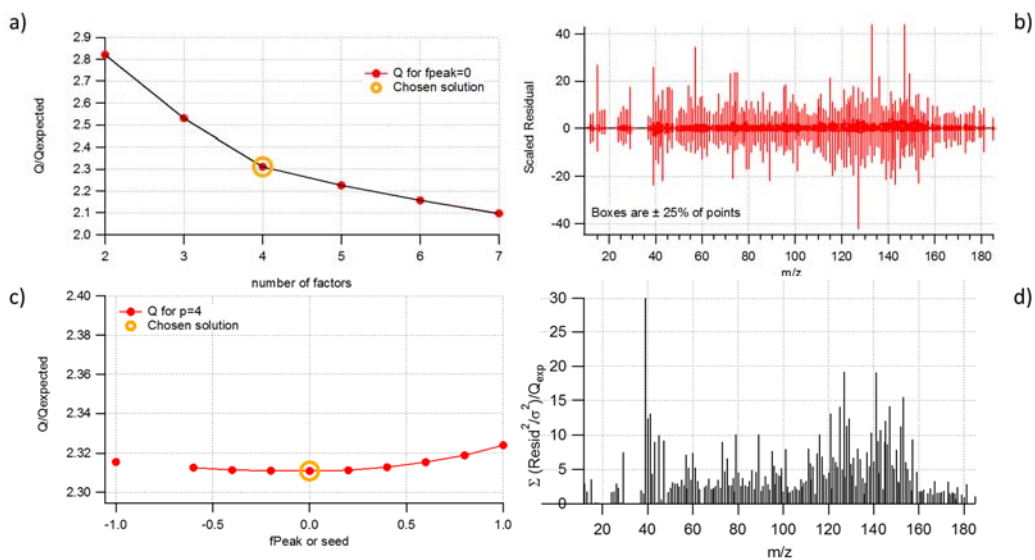 a)
2.9
2.8
2.7
2.6
2.5
2.4
2.3
2.2
2.1
2.0
Q/Qexpected
Q for fpeak=0
Chosen solution
2 3 4 5 6 7
number of factors
b)
40
20
0
-20
-40
Scaled Residual
Boxes are ± 25% of points
20 40 60 80 100 120 140 160 180
m/z
c)
2.40
2.38
2.36
2.34
2.32
2.30
Q/Qexpected
Q for p=4
Chosen solution
-1.0 -0.5 0.0 0.5 1.0
fPeak or seed
d)
30
25
20
15
10
5
0
Σ (Resid²/σ²)/Qexp
20 40 60 80 100 120 140 160 180
m/z